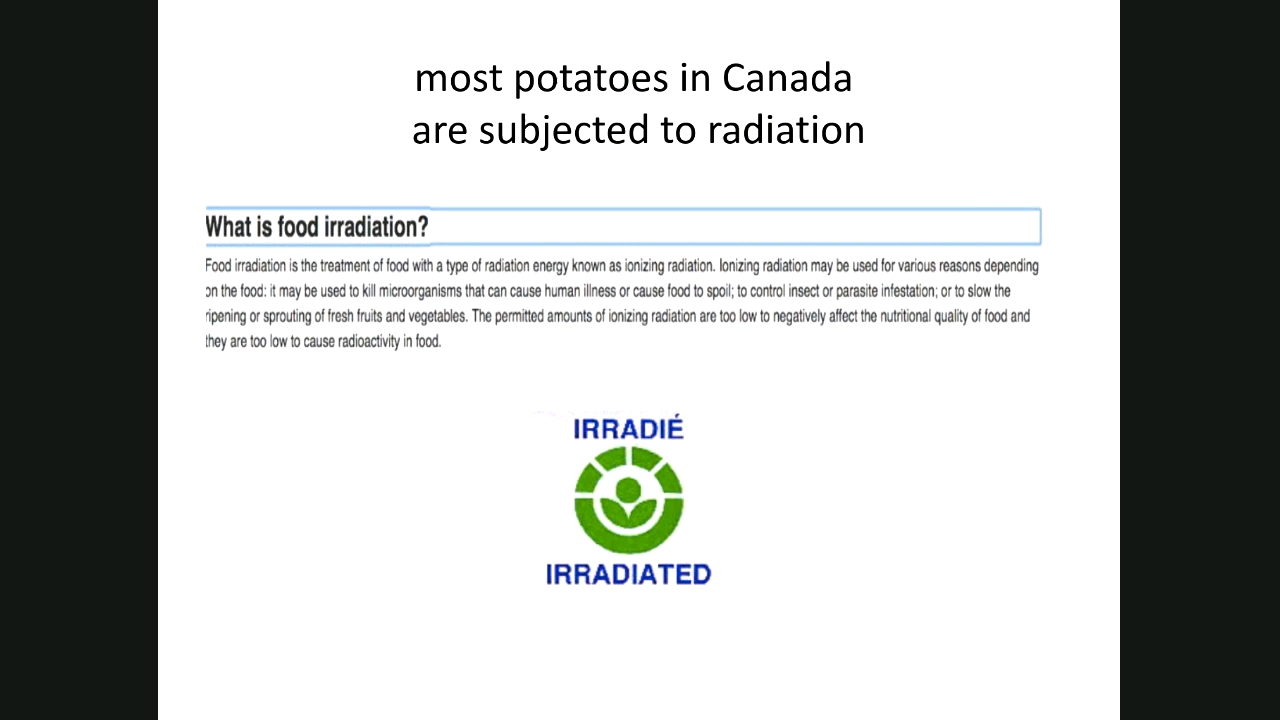 most potatoes in Canada
are subjected to radiation
What is food irradiation?
Food irradiation is the treatment of food with a type of radiation energy known as ionizing radiation. Ionizing radiation may be used for various reasons depending
on the food: it may be used to kill microorganisms that can cause human illness or cause food to spoil; to control insect or parasite infestation; or to slow the
ripening or sprouting of fresh fruits and vegetables. The permitted amounts of ionizing radiation are too low to negatively affect the nutritional quality of food and
they are too low to cause radioactivity in food.
IRRADIÉ
IRRADIATED